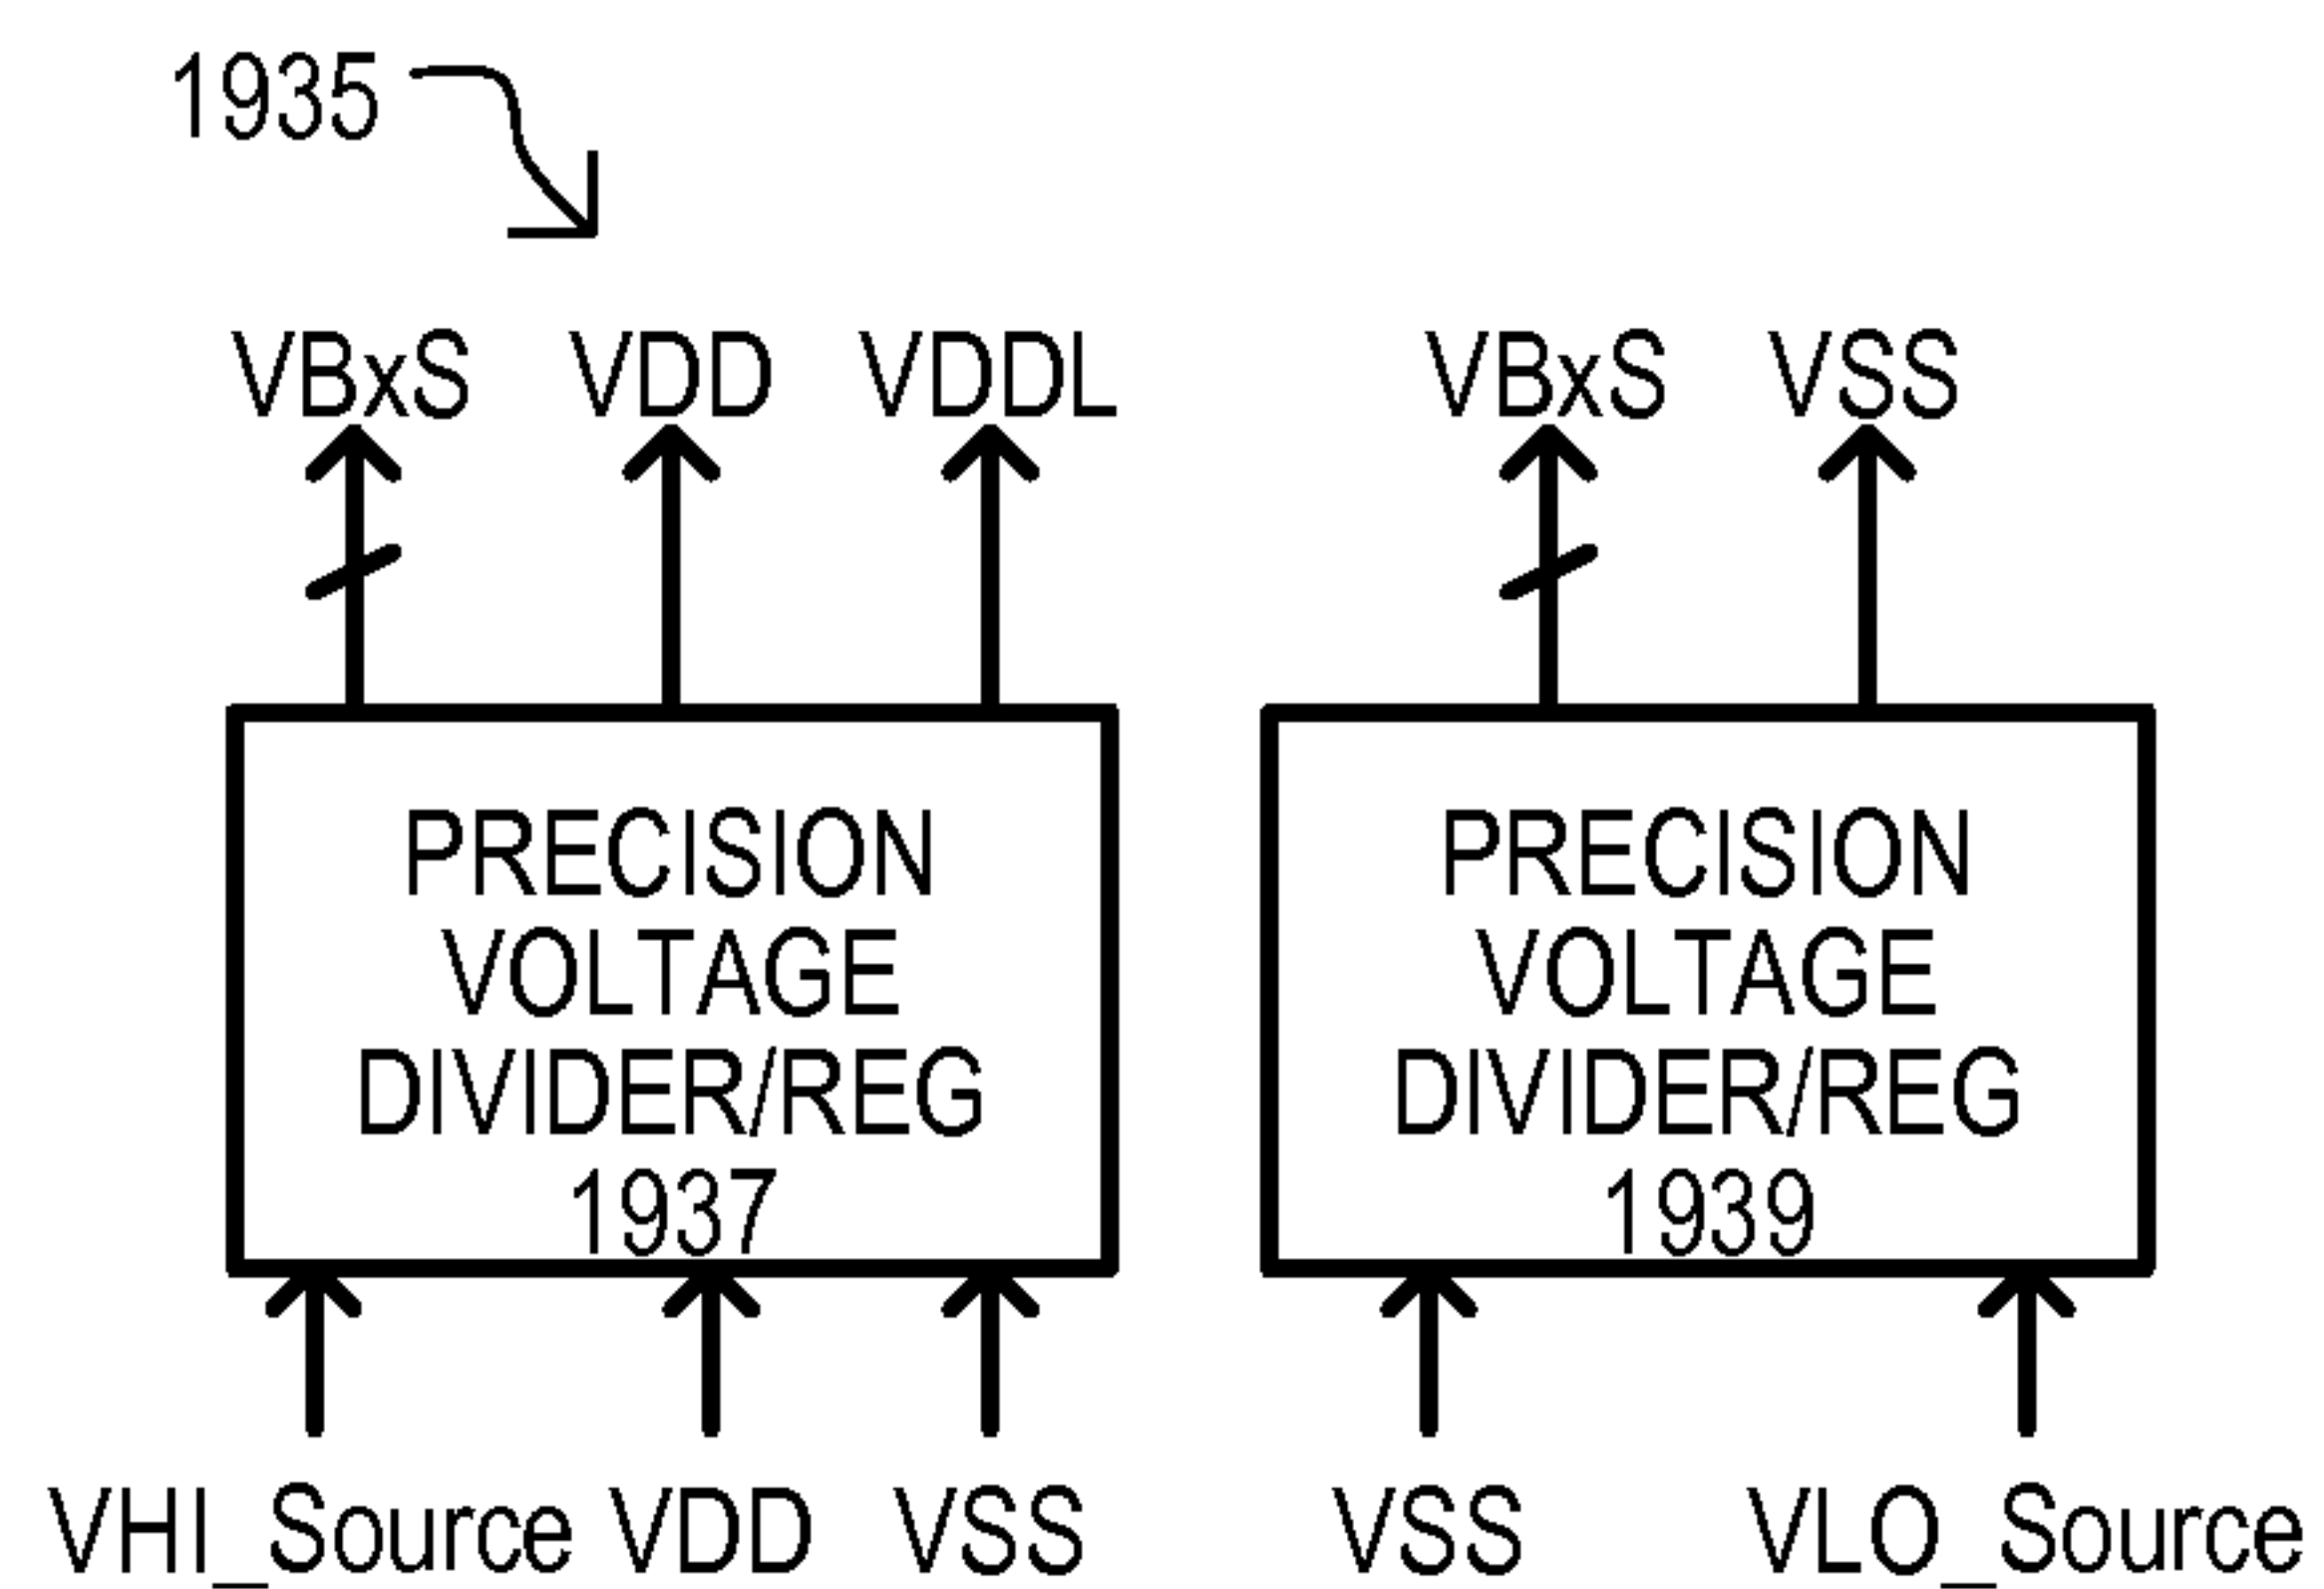 1935
VBxS VDD VDDL VBxS VSS
PRECISION
VOLTAGE
DIVIDER/REG
1937
PRECISION
VOLTAGE
DIVIDER/REG
1939
VHI_Source VDD VSS VSS VLO_Source